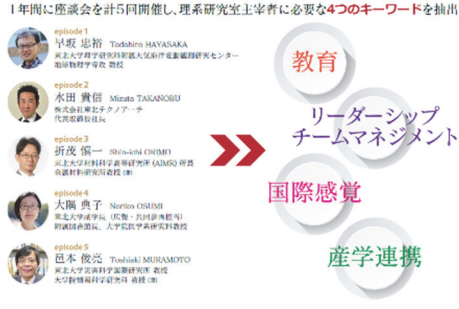 1年間に座談会を計5回開催し、理系研究室主宰者に必要な4つのキーワードを抽出
episode 1
早坂 忠裕 Tadahiro HAYASAKA
東北大学理学研究科附属大気海洋変動観測研究センター
地球物理学専攻 教授
episode 2
水田 貴信 Mizuta TAKANOBU
株式会社東北テクノアーチ
代表取締役社長
episode 3
折茂 慎一 Shin-ichi ORIMO
東北大学材料科学高等研究所 (AIMR) 所長
金属材料研究所教授 (兼)
episode 4
大隅 典子 Noriko OSUMI
東北大学副学長（広報・共同参画担当）
附属図書館長、大学院医学系研究科教授
episode 5
邑本 俊亮 Toshiaki MURAMOTO
東北大学災害科学国際研究所 教授
大学院情報科学研究科 教授 (兼)
教育
リーダーシップ
チームマネジメント
国際感覚
産学連携